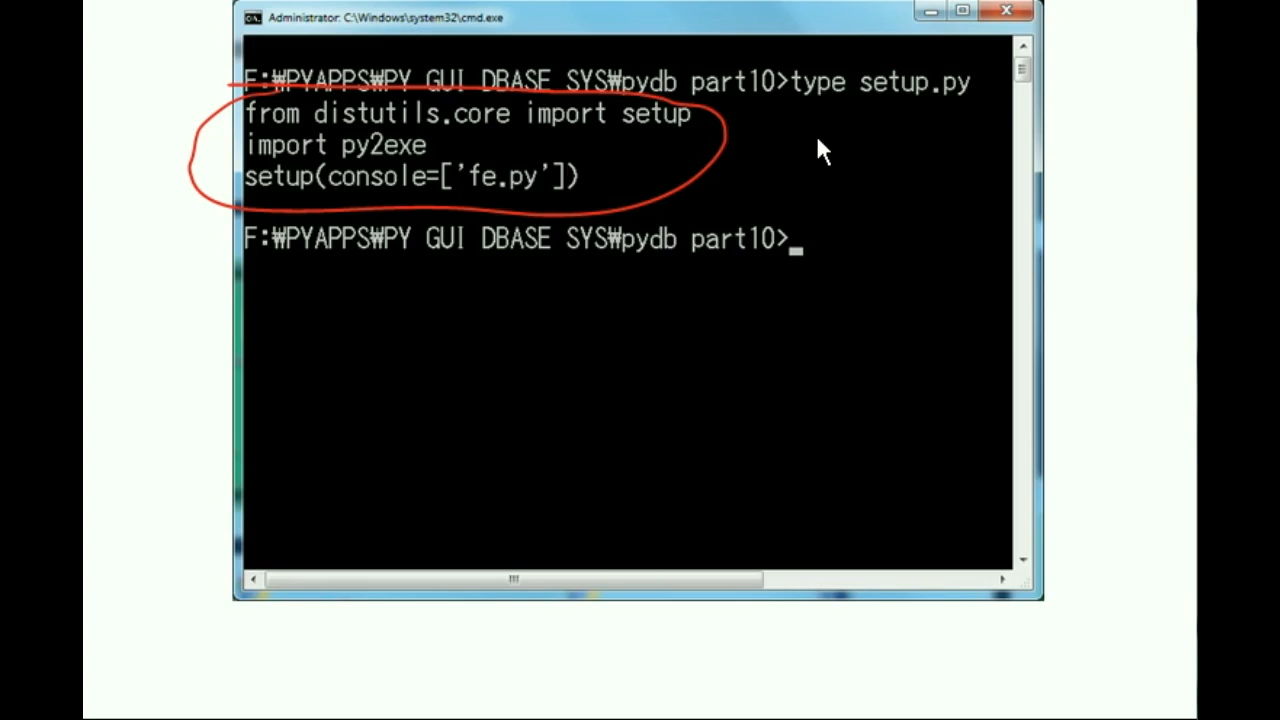 Administrator: C:\Windows\system32\cmd.exe
F:₩PYAPPS₩PY GUI DBASE SYS₩pydb part10>type setup.py
from distutils.core import setup
import py2exe
setup(console=['fe.py'])
F:₩PYAPPS₩PY GUI DBASE SYS₩pydb part10>